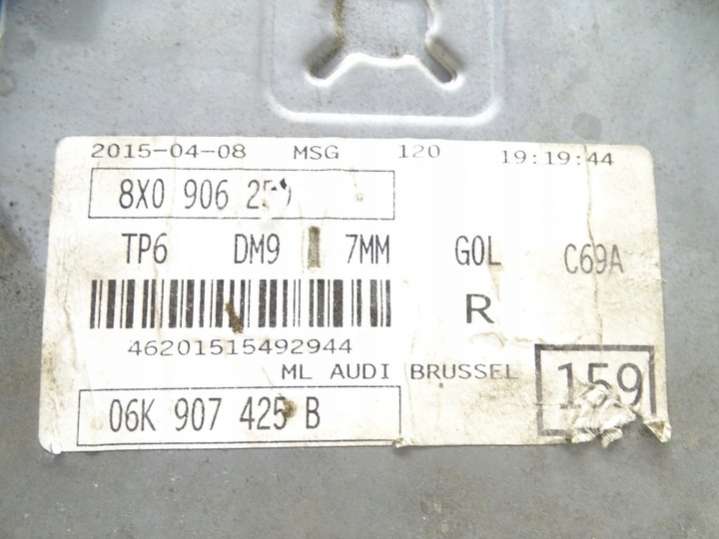 2015-04-08 MSG 120 19:19:44
8X0 906
TP6 DM9 7MM G0L C69A
R
46201515492944
ML AUDI BRUSSEL
159
06K 907 425 B